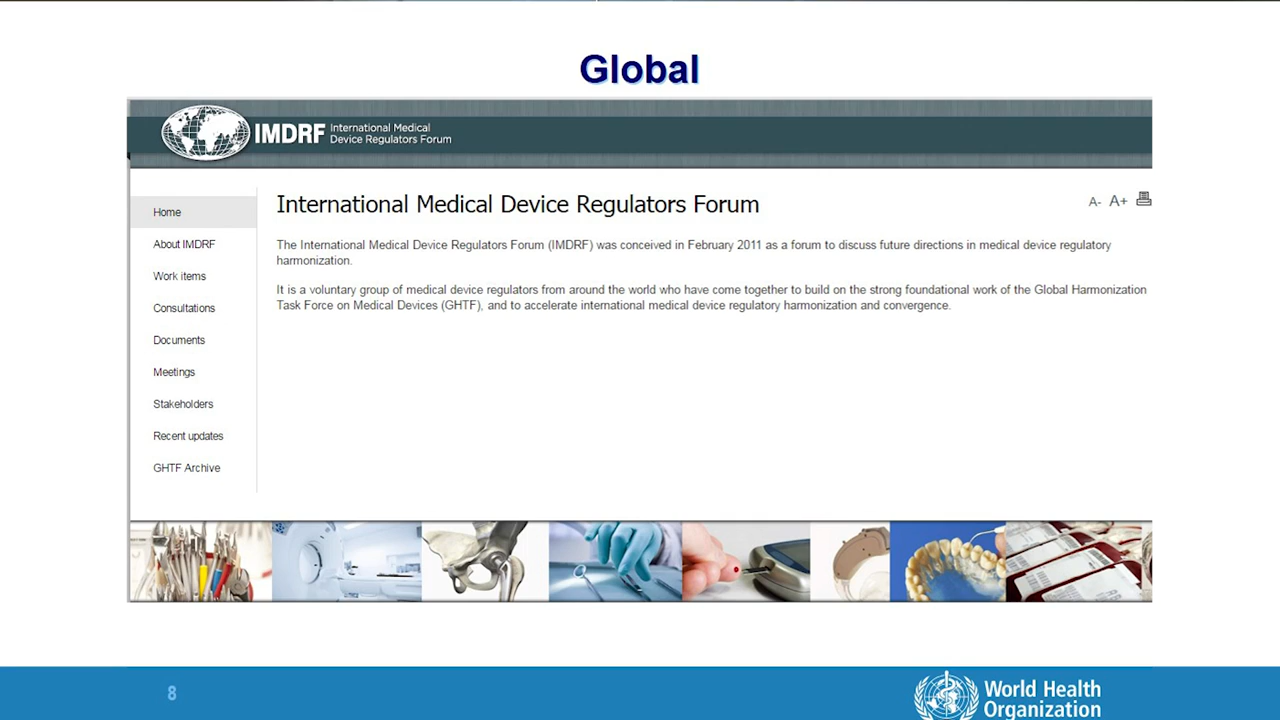 Global
IMDRF International Medical
Device Regulators Forum
Home
About IMDRF
Work items
Consultations
Documents
Meetings
Stakeholders
Recent updates
GHTF Archive
International Medical Device Regulators Forum
A- A+
The International Medical Device Regulators Forum (IMDRF) was conceived in February 2011 as a forum to discuss future directions in medical device regulatory
harmonization.
It is a voluntary group of medical device regulators from around the world who have come together to build on the strong foundational work of the Global Harmonization
Task Force on Medical Devices (GHTF), and to accelerate international medical device regulatory harmonization and convergence.
8
World Health
Organization